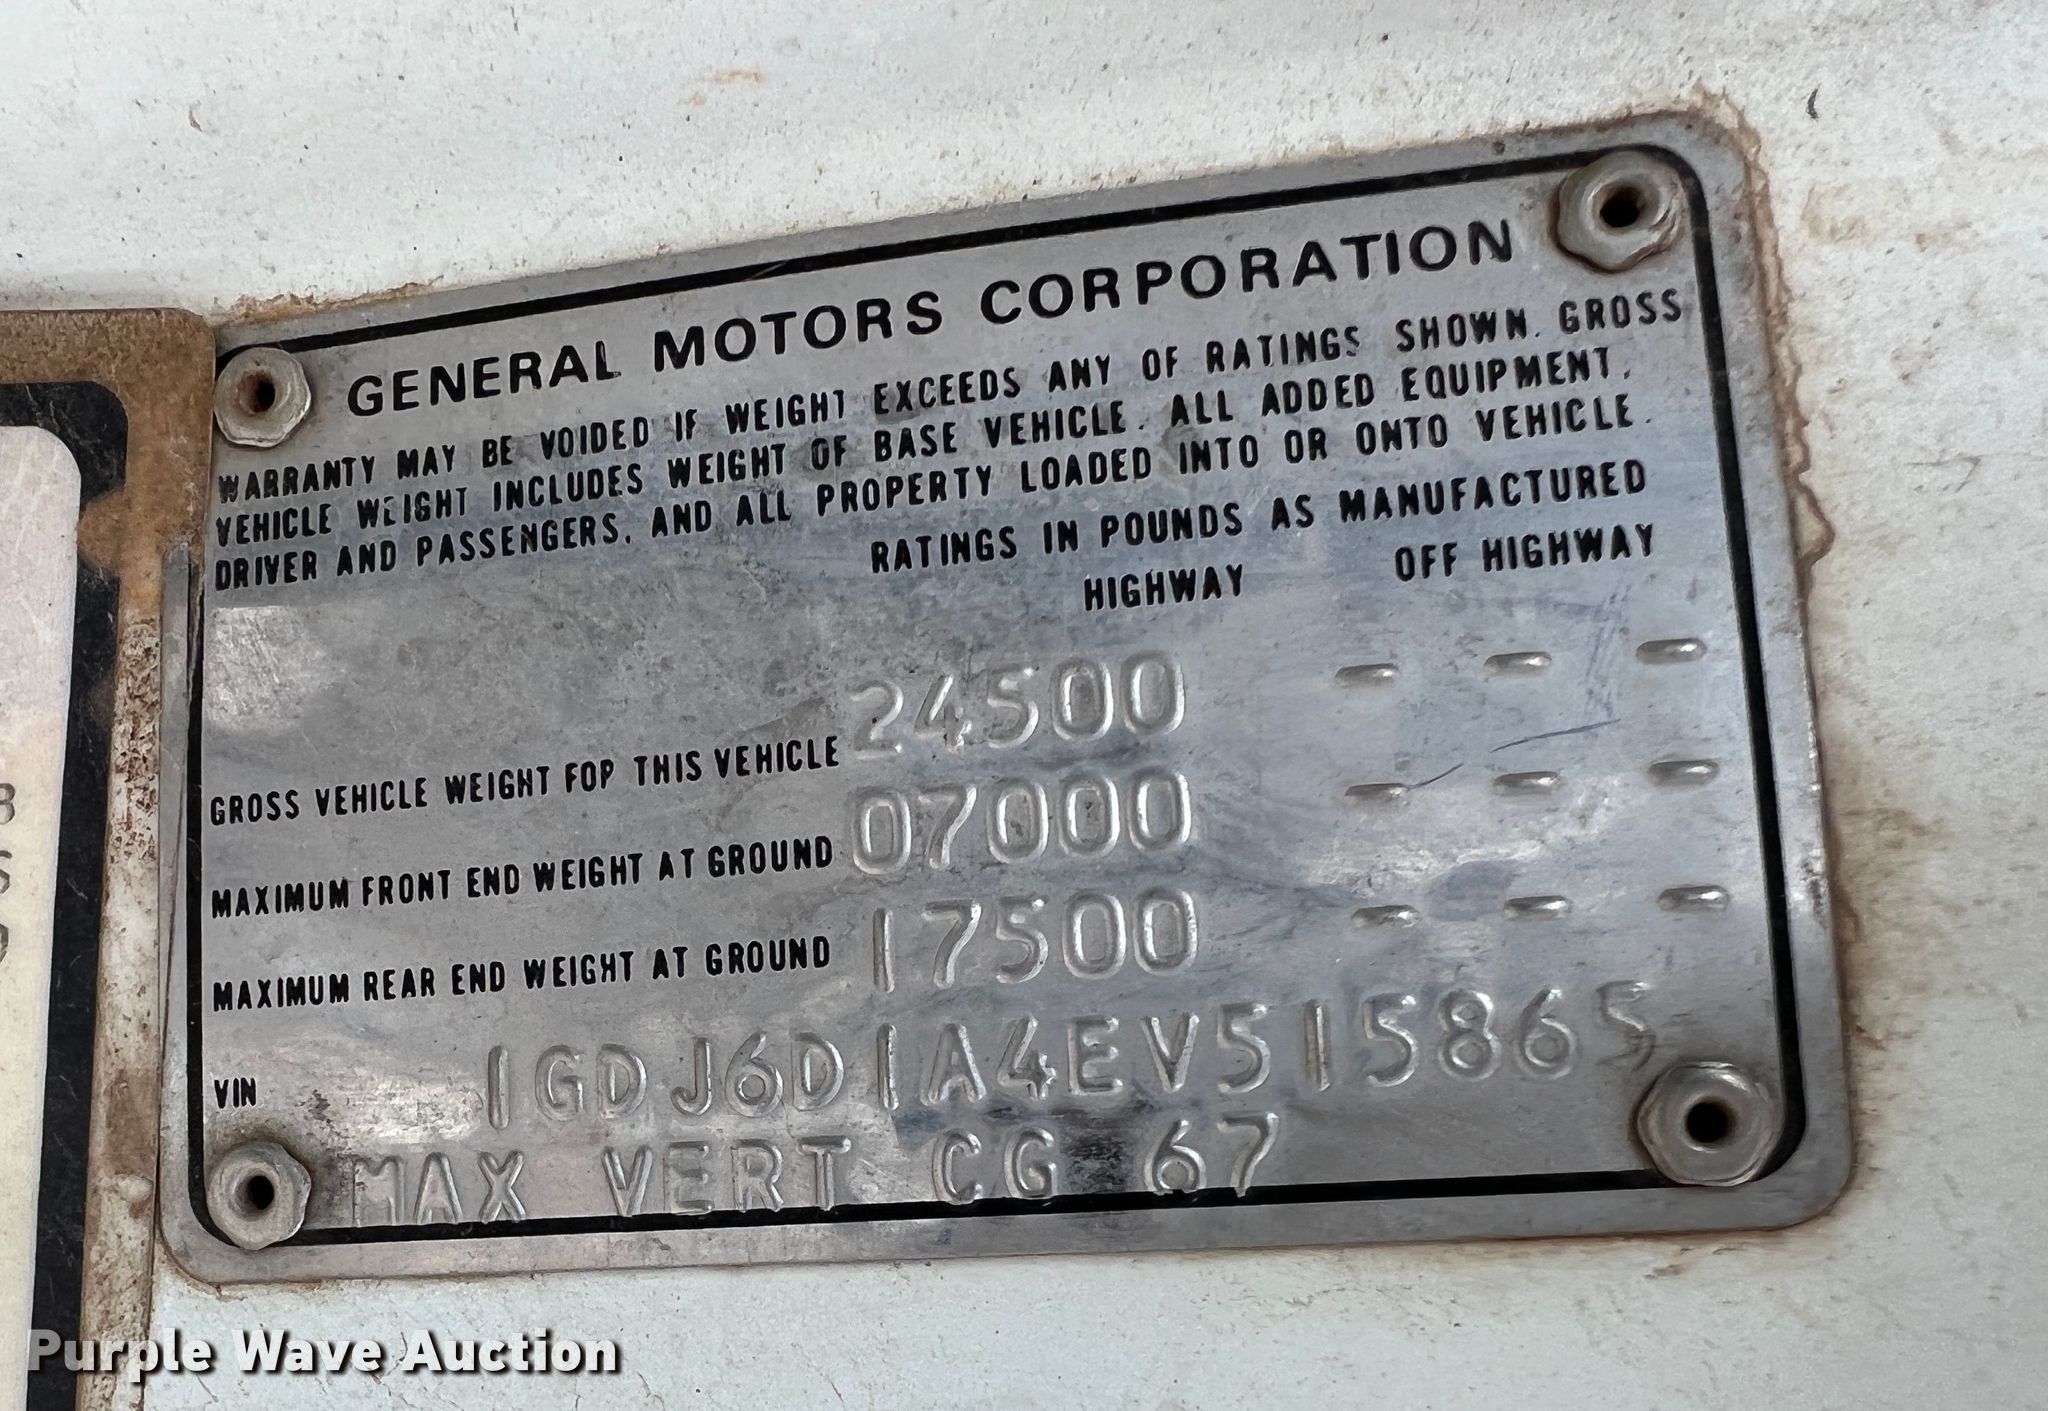 GENERAL MOTORS CORPORATION
WARRANTY MAY BE VOIDED IF WEIGHT EXCEEDS ANY OF RATINGS SHOWN. GROSS
VEHICLE WEIGHT INCLUDES WEIGHT OF BASE VEHICLE. ALL ADDED EQUIPMENT,
DRIVER AND PASSENGERS, AND ALL PROPERTY LOADED INTO OR ONTO VEHICLE.
RATINGS IN POUNDS AS MANUFACTURED
HIGHWAY OFF HIGHWAY
GROSS VEHICLE WEIGHT FOR THIS VEHICLE 24500 - - -
MAXIMUM FRONT END WEIGHT AT GROUND 07000 - - -
MAXIMUM REAR END WEIGHT AT GROUND 17500 - - -
VIN 1GDJ6D1A4EV515865
MAX VERT CG 67
Purple Wave Auction